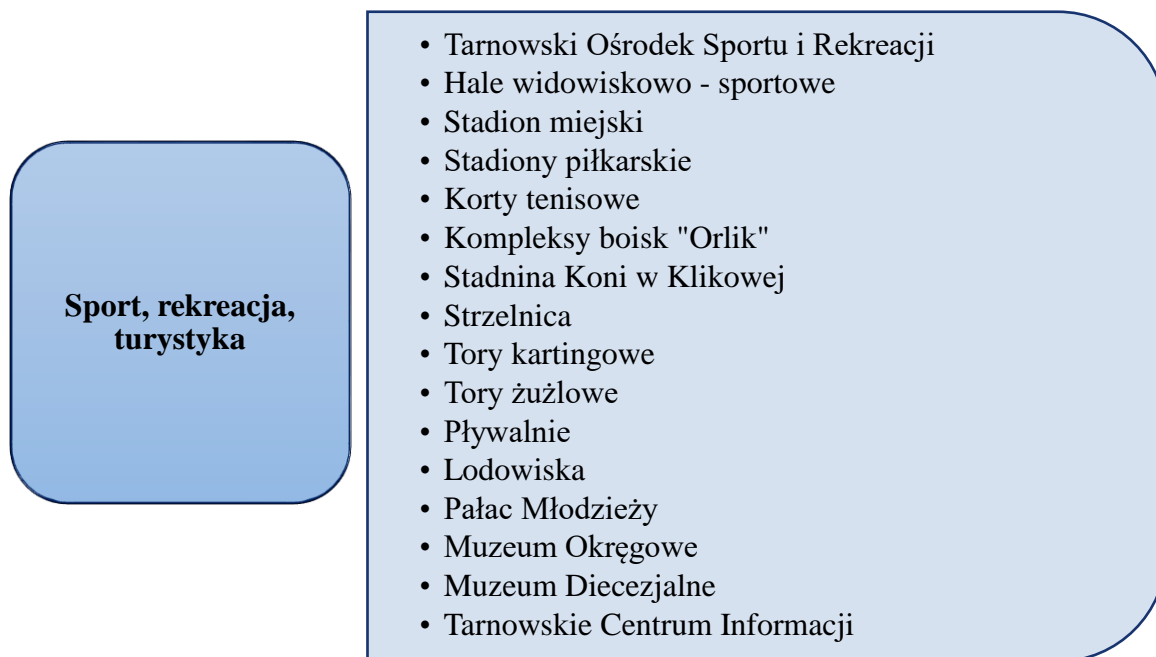 Sport, rekreacja,
turystyka
• Tarnowski Ośrodek Sportu i Rekreacji
• Hale widowiskowo - sportowe
• Stadion miejski
• Stadiony piłkarskie
• Korty tenisowe
• Kompleksy boisk "Orlik"
• Stadnina Koni w Klikowej
• Strzelnica
• Tory kartingowe
• Tory żużlowe
• Pływalnie
• Lodowiska
• Pałac Młodzieży
• Muzeum Okręgowe
• Muzeum Diecezjalne
• Tarnowskie Centrum Informacji